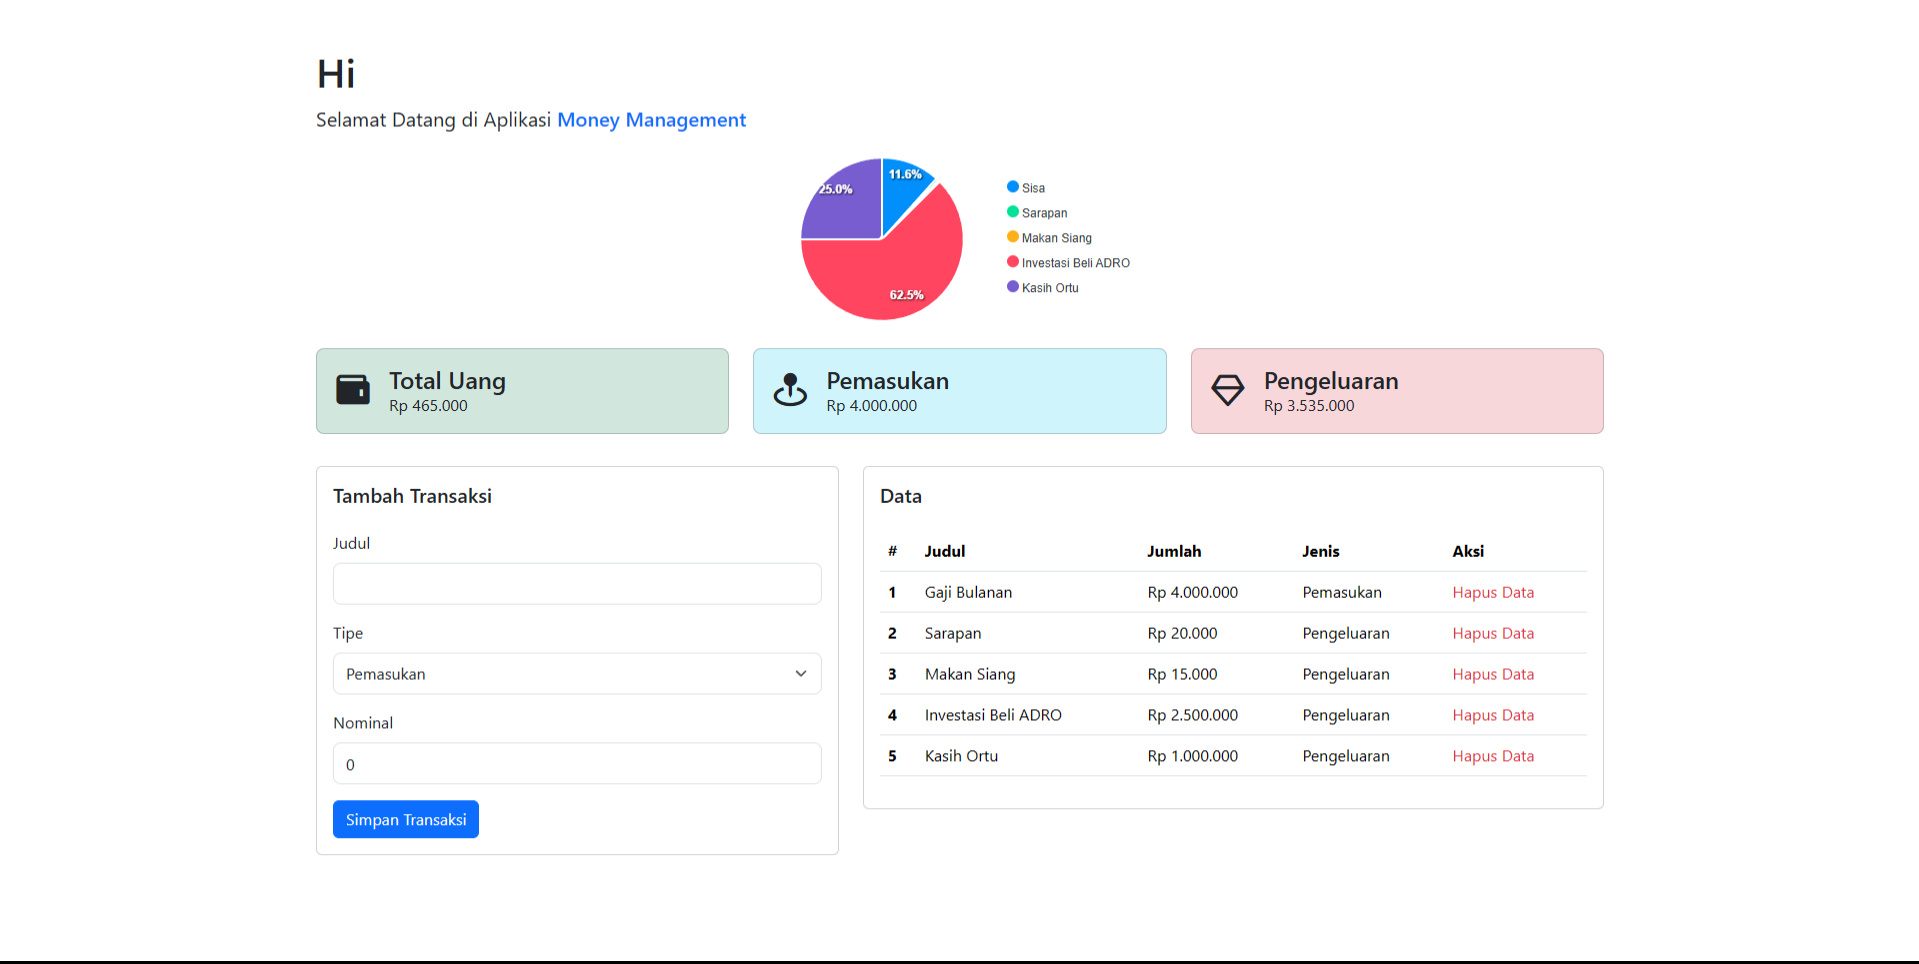 Hi
Selamat Datang di Aplikasi Money Management
11.6%
25.0%
62.5%
Sisa
Sarapan
Makan Siang
Investasi Beli ADRO
Kasih Ortu
Total Uang
Rp 465.000
Pemasukan
Rp 4.000.000
Pengeluaran
Rp 3.535.000
Tambah Transaksi
Judul
Tipe
Pemasukan
Nominal
0
Simpan Transaksi
Data
# Judul Jumlah Jenis Aksi
1 Gaji Bulanan Rp 4.000.000 Pemasukan Hapus Data
2 Sarapan Rp 20.000 Pengeluaran Hapus Data
3 Makan Siang Rp 15.000 Pengeluaran Hapus Data
4 Investasi Beli ADRO Rp 2.500.000 Pengeluaran Hapus Data
5 Kasih Ortu Rp 1.000.000 Pengeluaran Hapus Data